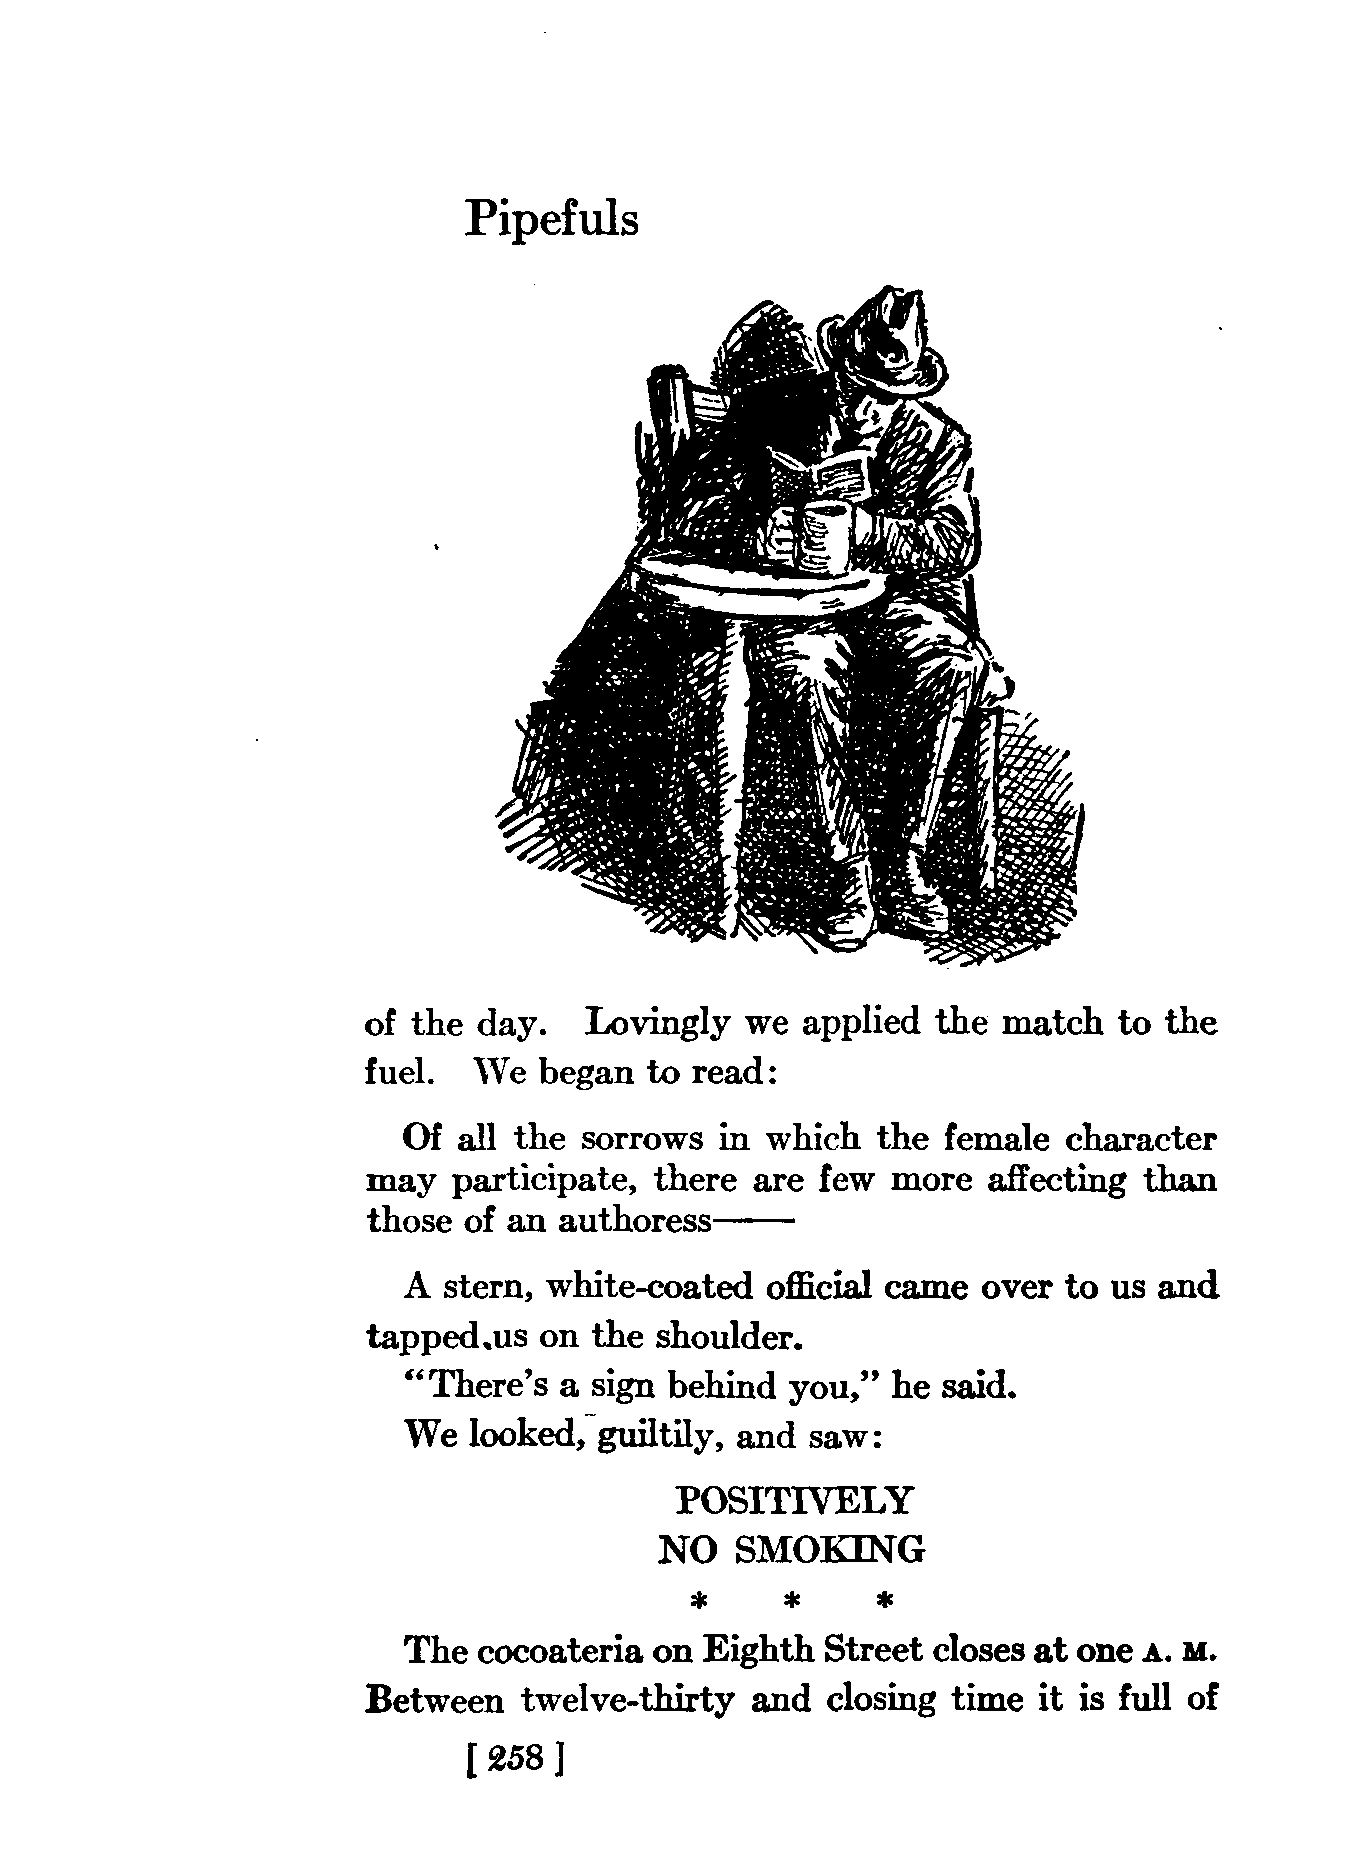 Pipefuls
of the day. Lovingly we applied the match to the
fuel. We began to read:
Of all the sorrows in which the female character
may participate, there are few more affecting than
those of an authoress——
A stern, white-coated official came over to us and
tapped us on the shoulder.
"There's a sign behind you," he said.
We looked, guiltily, and saw:
POSITIVELY
NO SMOKING
* * *
The cocoateria on Eighth Street closes at one A. M.
Between twelve-thirty and closing time it is full of
[ 258 ]